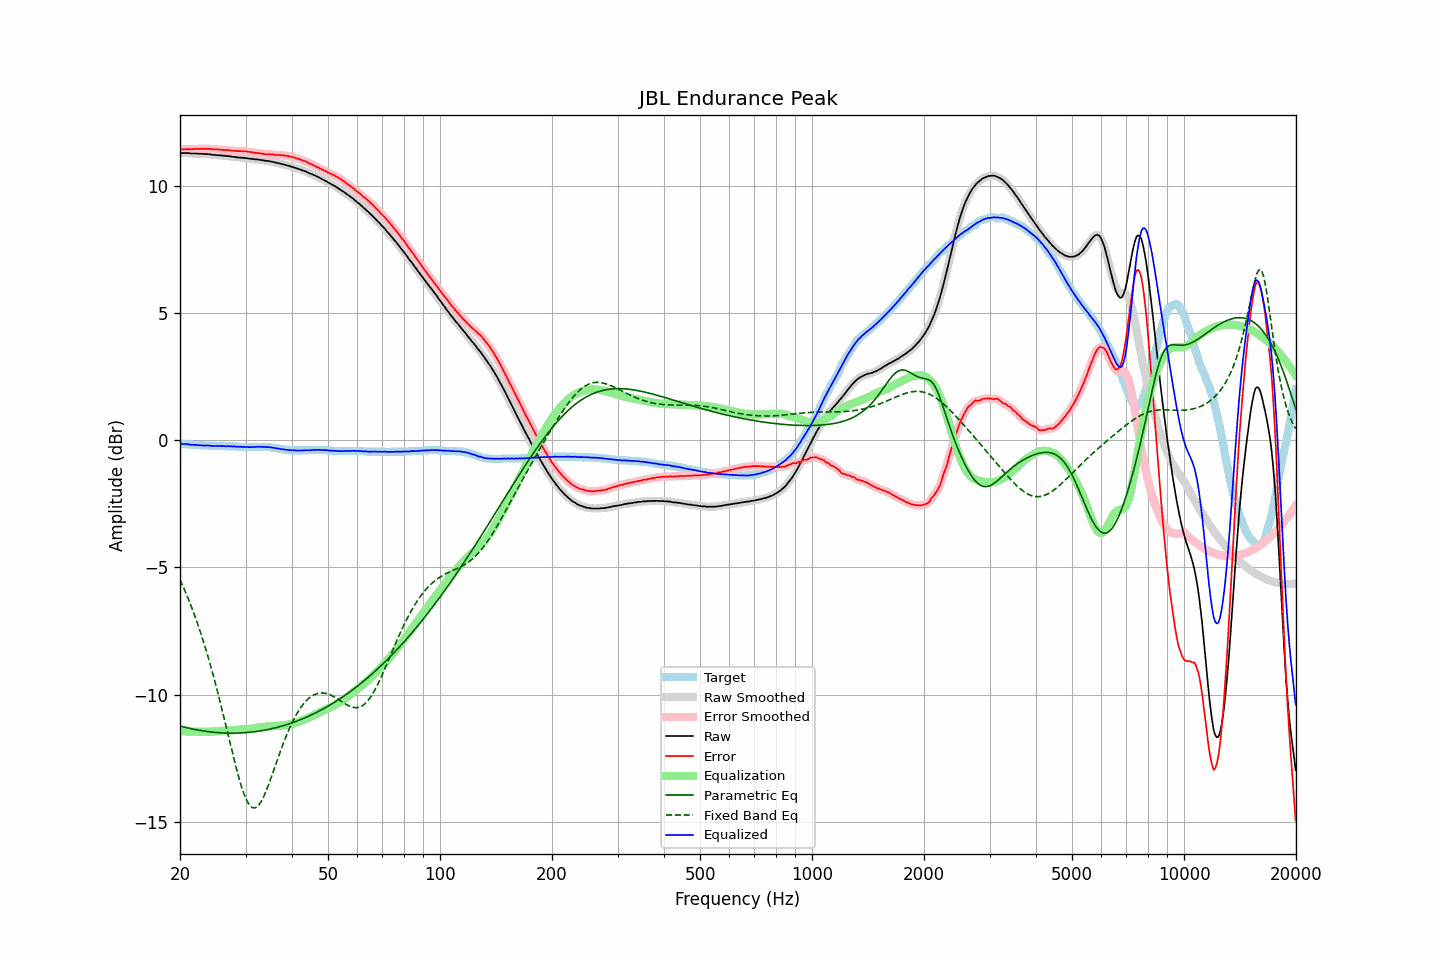 JBL Endurance Peak
Amplitude (dBr)
10
5
0
−5
−10
−15
Target
Raw Smoothed
Error Smoothed
Raw
Error
Equalization
Parametric Eq
Fixed Band Eq
Equalized
20 50 100 200 500 1000 2000 5000 10000 20000
Frequency (Hz)